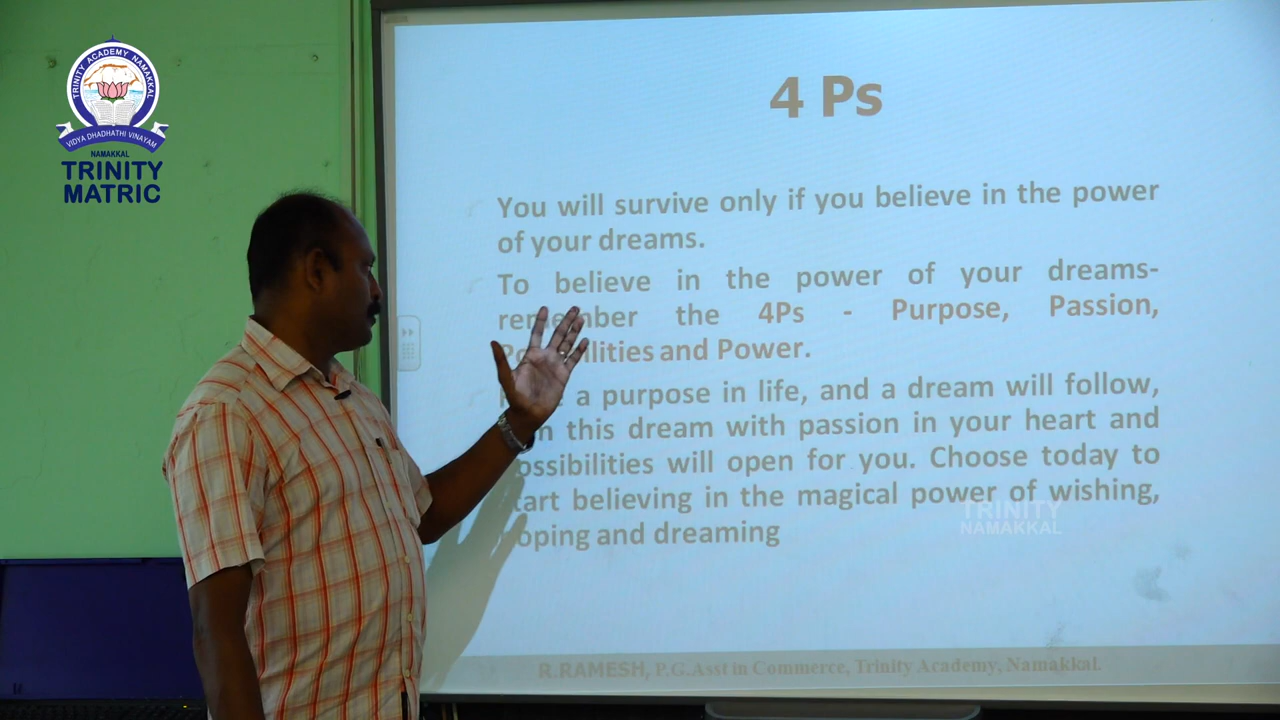 TRINITY ACADEMY NAMAKKAL
VIDYA DHADHATHI VINAYAM
NAMAKKAL
TRINITY
MATRIC
4 Ps
You will survive only if you believe in the power
of your dreams.
To believe in the power of your dreams-
remember the 4Ps - Purpose, Passion,
Possibilities and Power.
a purpose in life, and a dream will follow,
this dream with passion in your heart and
ossibilities will open for you. Choose today to
tart believing in the magical power of wishing,
oping and dreaming
TRINITY
NAMAKKAL
R.RAMESH, P.G.Asst in Commerce, Trinity Academy, Namakkal.